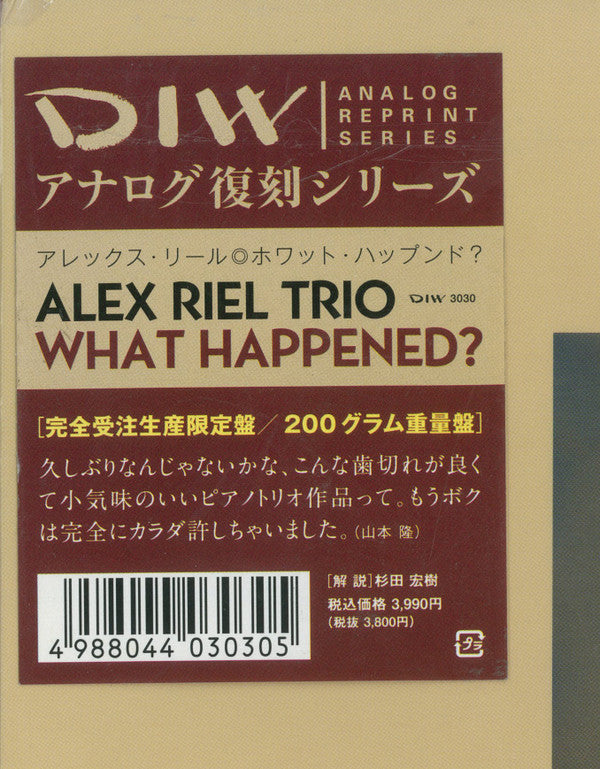 DIW
ANALOG
REPRINT
SERIES
アナログ復刻シリーズ
アレックス・リール◎ホワット・ハップンド?
ALEX RIEL TRIO DIW 3030
WHAT HAPPENED?
[完全受注生産限定盤/200グラム重量盤]
久しぶりなんじゃないかな、こんな歯切れが良く
て小気味のいいピアノトリオ作品って。もうボク
は完全にカラダ許しちゃいました。(山本 隆)
[解 説]杉田 宏樹
税込価格 3,990円
(税抜 3,800円)
4 988044 030305
プラ